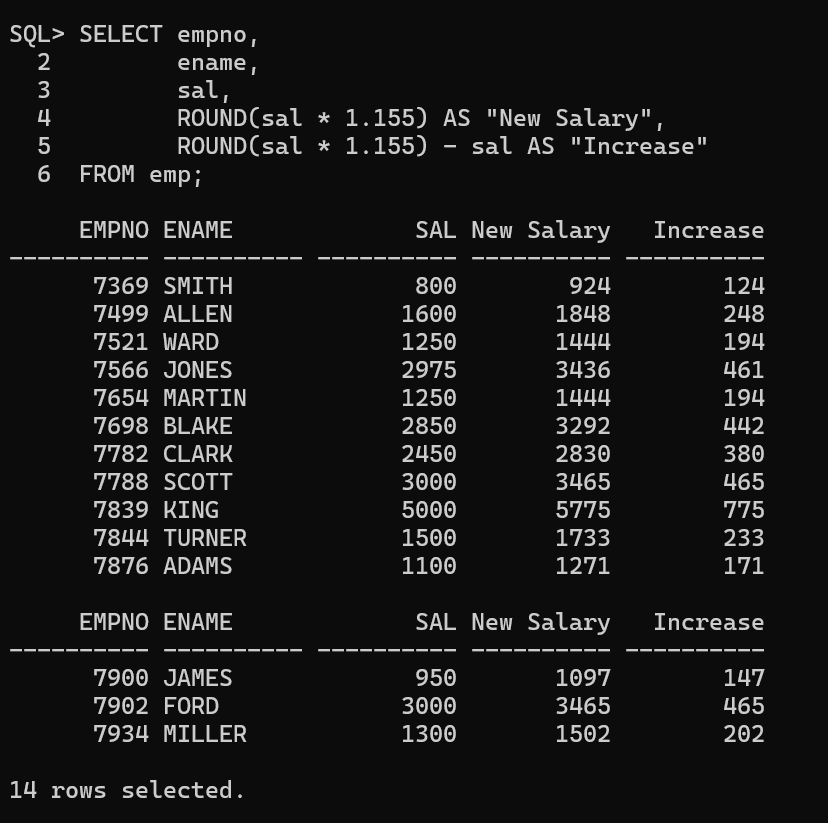 SQL> SELECT empno,
  2         ename,
  3         sal,
  4         ROUND(sal * 1.155) AS "New Salary",
  5         ROUND(sal * 1.155) - sal AS "Increase"
  6  FROM emp;

     EMPNO ENAME             SAL New Salary   Increase
---------- ---------- ---------- ---------- ----------
      7369 SMITH             800        924        124
      7499 ALLEN            1600       1848        248
      7521 WARD             1250       1444        194
      7566 JONES            2975       3436        461
      7654 MARTIN           1250       1444        194
      7698 BLAKE            2850       3292        442
      7782 CLARK            2450       2830        380
      7788 SCOTT            3000       3465        465
      7839 KING             5000       5775        775
      7844 TURNER           1500       1733        233
      7876 ADAMS            1100       1271        171

     EMPNO ENAME             SAL New Salary   Increase
---------- ---------- ---------- ---------- ----------
      7900 JAMES             950       1097        147
      7902 FORD             3000       3465        465
      7934 MILLER           1300       1502        202

14 rows selected.